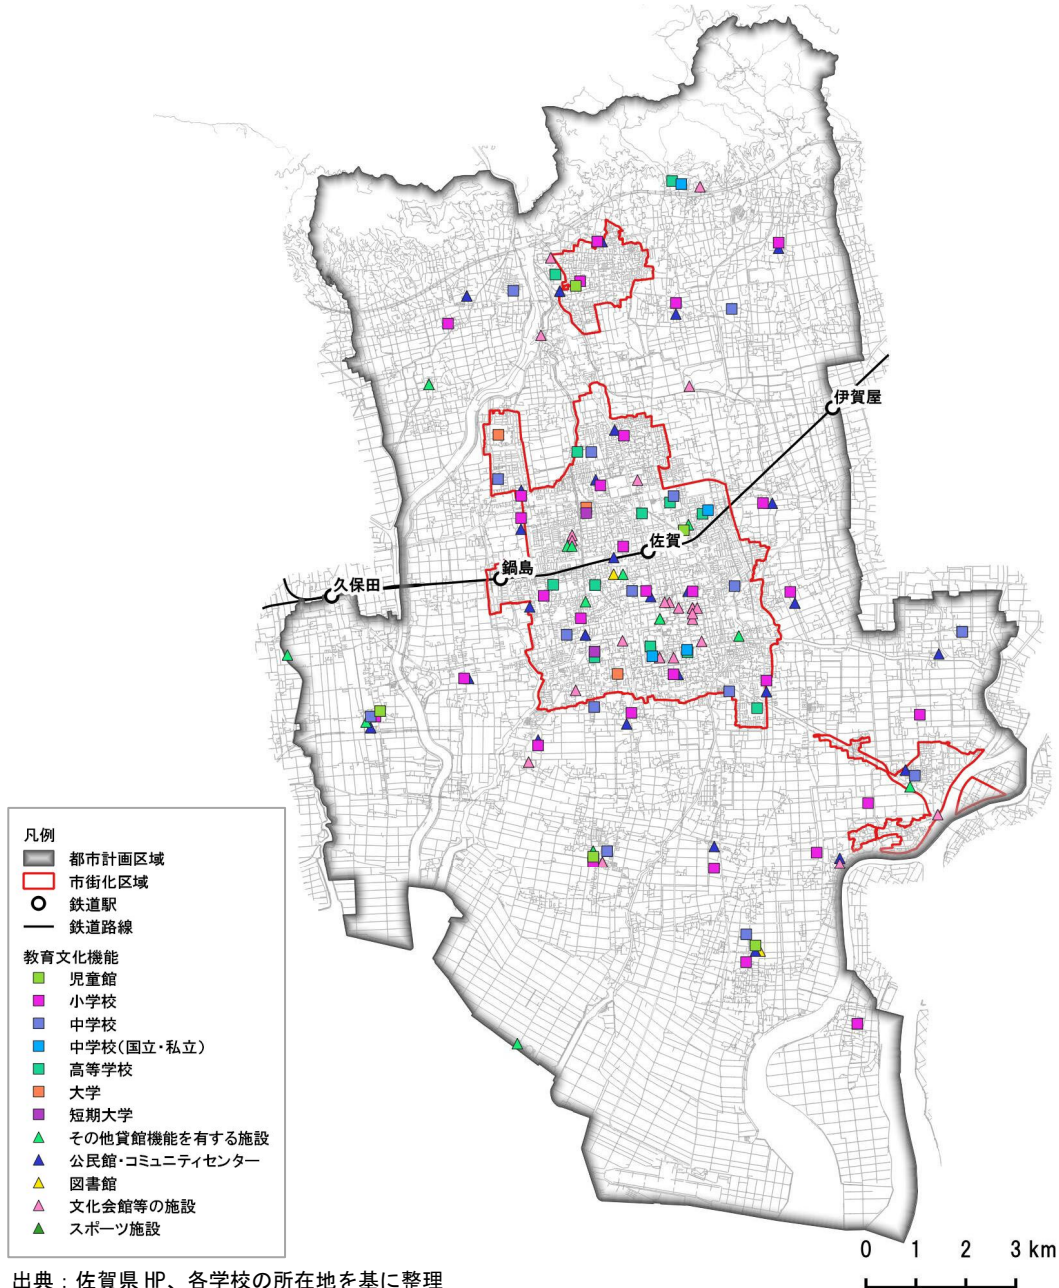 伊賀屋
佐賀
鍋島
久保田
凡例
都市計画区域
市街化区域
鉄道駅
鉄道路線
教育文化機能
児童館
小学校
中学校
中学校(国立・私立)
高等学校
大学
短期大学
その他貸館機能を有する施設
公民館・コミュニティセンター
図書館
文化会館等の施設
スポーツ施設
0 1 2 3 km
出典：佐賀県 HP、各学校の所在地を基に整理